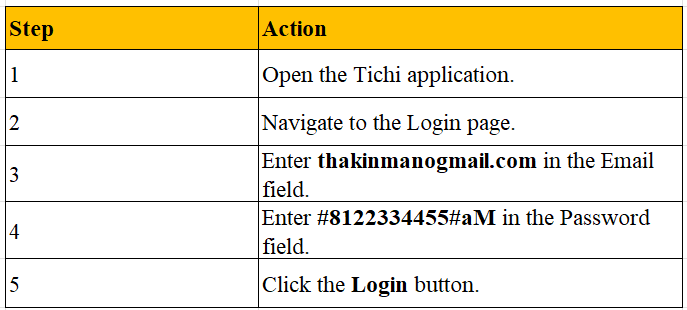 Step Action
1 Open the Tichi application.
2 Navigate to the Login page.
3 Enter thakinmanogmail.com in the Email
field.
4 Enter #8122334455#aM in the Password
field.
5 Click the Login button.